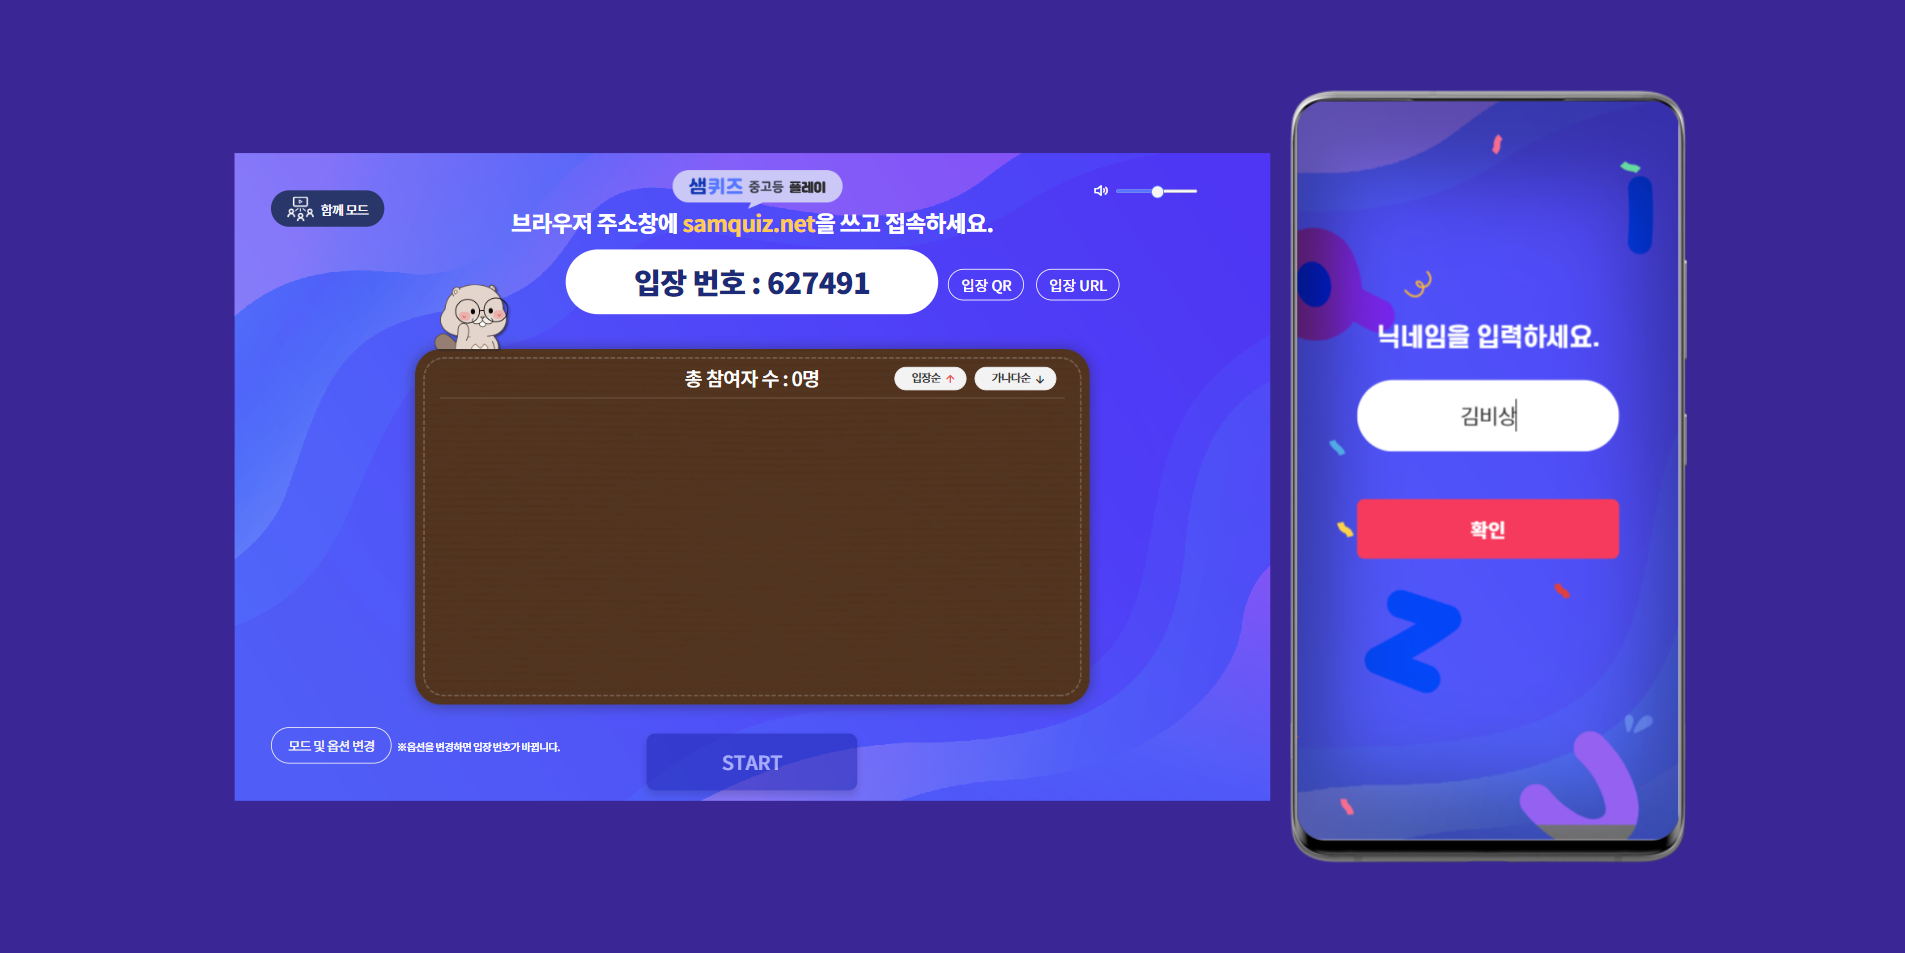 함께 모드
샘퀴즈 중고등 플레이
브라우저 주소창에 samquiz.net을 쓰고 접속하세요.
입장 번호 : 627491
입장 QR
입장 URL
총 참여자 수 : 0명
입장순 ↑
가나다순 ↓
모드 및 옵션 변경
※옵션을 변경하면 입장 번호가 바뀝니다.
START
닉네임을 입력하세요.
김비상
확인